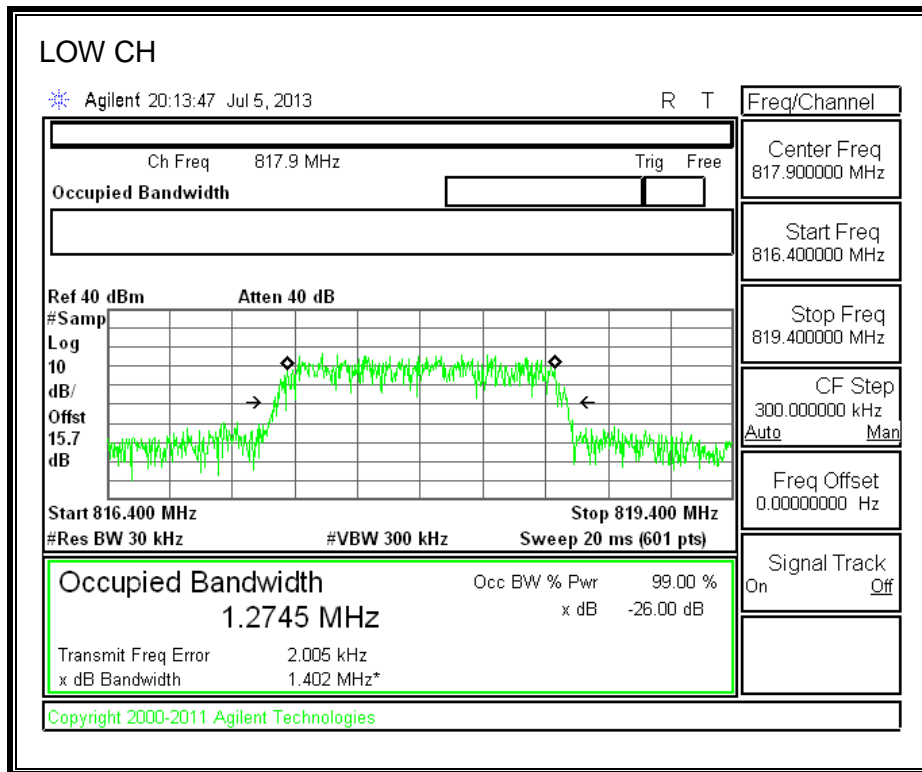 LOW CH
Agilent 20:13:47 Jul 5, 2013 R T
Freq/Channel
Ch Freq 817.9 MHz Trig Free
Occupied Bandwidth
Center Freq
817.900000 MHz
Start Freq
816.400000 MHz
Stop Freq
819.400000 MHz
CF Step
300.000000 kHz
Auto Man
Freq Offset
0.00000000 Hz
Signal Track
On Off
Ref 40 dBm Atten 40 dB
#Samp
Log
10
dB/
Offst
15.7
dB
Start 816.400 MHz Stop 819.400 MHz
#Res BW 30 kHz #VBW 300 kHz Sweep 20 ms (601 pts)
Occupied Bandwidth
1.2745 MHz
Occ BW % Pwr 99.00 %
x dB -26.00 dB
Transmit Freq Error 2.005 kHz
x dB Bandwidth 1.402 MHz*
Copyright 2000-2011 Agilent Technologies